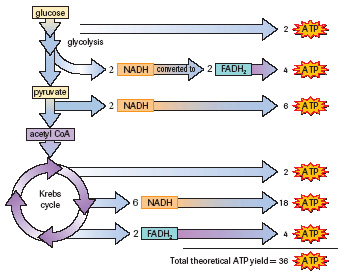 glucose
2 ATP
glycolysis
2 NADH converted to 2 FADH₂ 4 ATP
pyruvate
2 NADH 6 ATP
acetyl CoA
2 ATP
Krebs
cycle
6 NADH 18 ATP
2 FADH₂ 4 ATP
Total theoretical ATP yield = 36 ATP